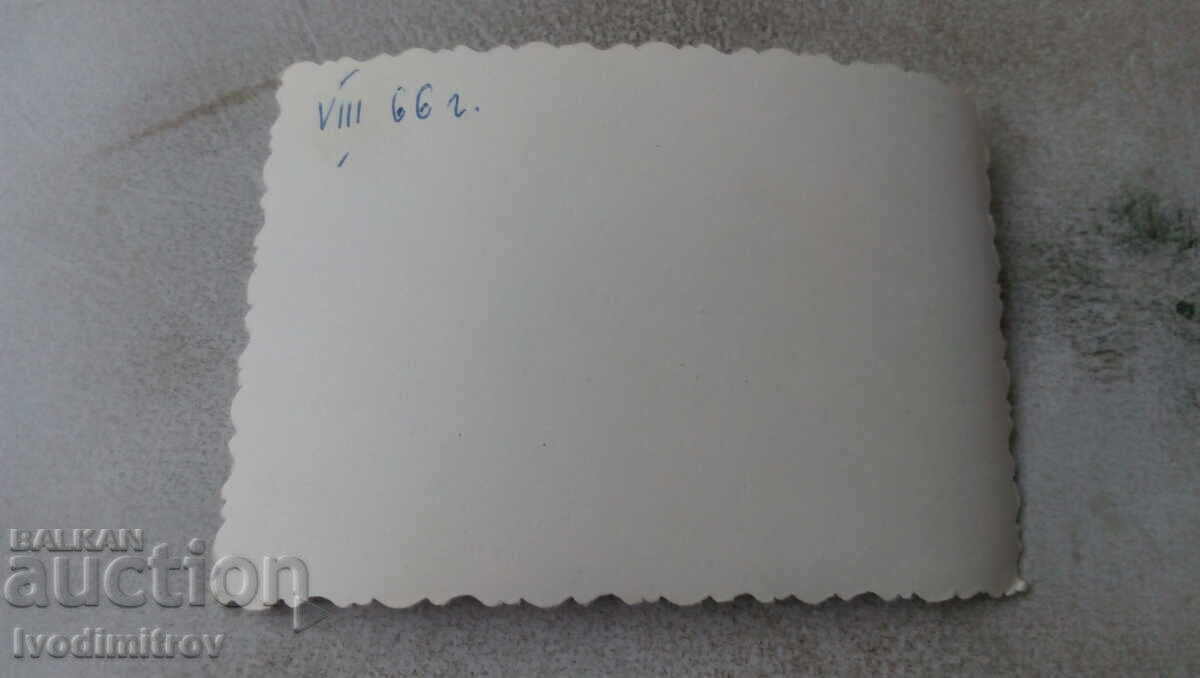 VIII 66 г.
BALKAN
auction
Ivodimitrov